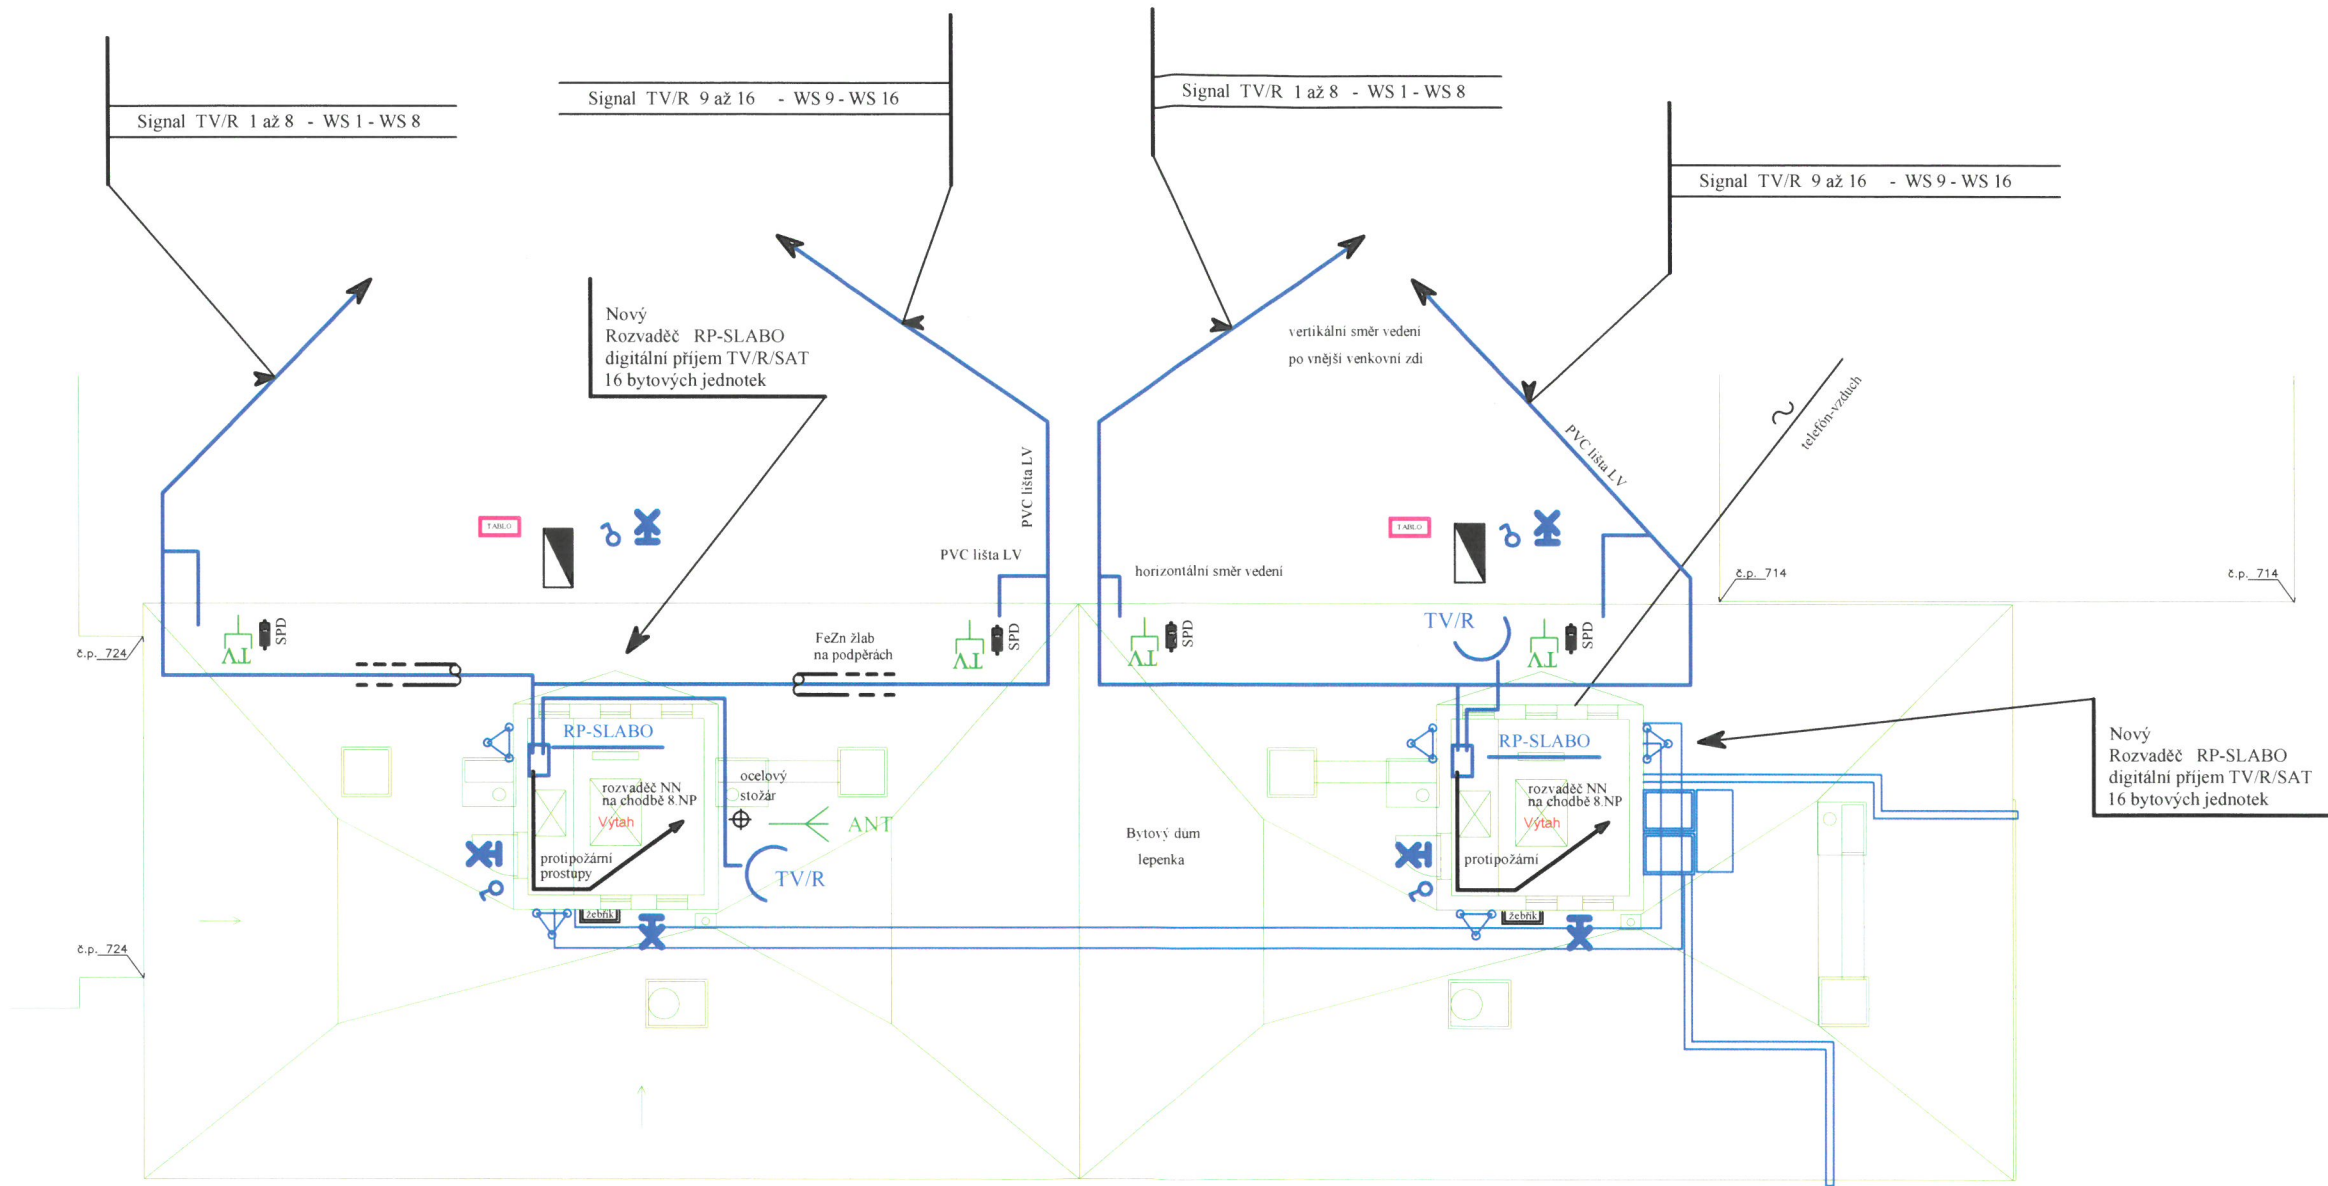 Signal TV/R 1 až 8 - WS 1 - WS 8
Signal TV/R 9 až 16 - WS 9 - WS 16
Signal TV/R 1 až 8 - WS 1 - WS 8
Signal TV/R 9 až 16 - WS 9 - WS 16
Nový
Rozvaděč RP-SLABO
digitální příjem TV/R/SAT
16 bytových jednotek
vertikální směr vedení
po vnější venkovní zdi
telefón-vzduch
PVC lišta LV
PVC lišta LV
PVC lišta LV
TABLO
TABLO
horizontální směr vedení
č.p. 714
č.p. 714
č.p. 724
TV
SPD
FeZn žlab
na podpěrách
TV
SPD
TV
SPD
TV/R
TV
SPD
RP-SLABO
rozvaděč NN
na chodbě 8.NP
Výtah
protipožární
prostupy
žebřík
ocelový
stožár
ANT
TV/R
Bytový dům
lepenka
RP-SLABO
rozvaděč NN
na chodbě 8.NP
Výtah
protipožární
žebřík
Nový
Rozvaděč RP-SLABO
digitální příjem TV/R/SAT
16 bytových jednotek
č.p. 724